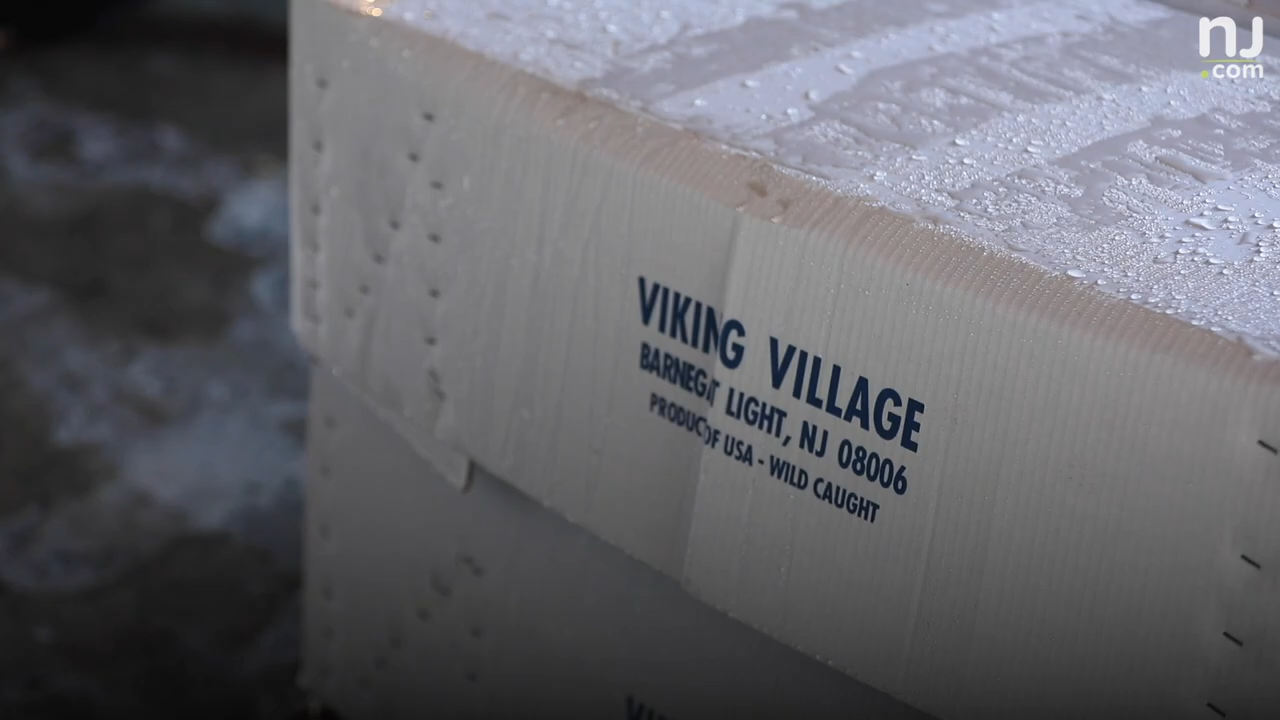 nj
.com
VIKING VILLAGE
BARNEGAT LIGHT, NJ 08006
PRODUCT OF USA - WILD CAUGHT